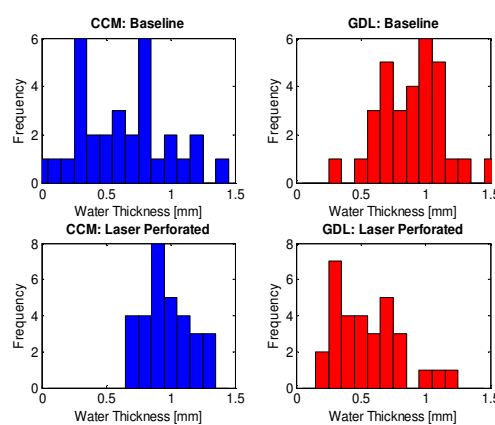 CCM: Baseline
6
4
2
0
Frequency
0 0.5 1 1.5
Water Thickness [mm]
GDL: Baseline
6
4
2
0
Frequency
0 0.5 1 1.5
Water Thickness [mm]
CCM: Laser Perforated
8
6
4
2
0
Frequency
0 0.5 1 1.5
Water Thickness [mm]
GDL: Laser Perforated
8
6
4
2
0
Frequency
0 0.5 1 1.5
Water Thickness [mm]